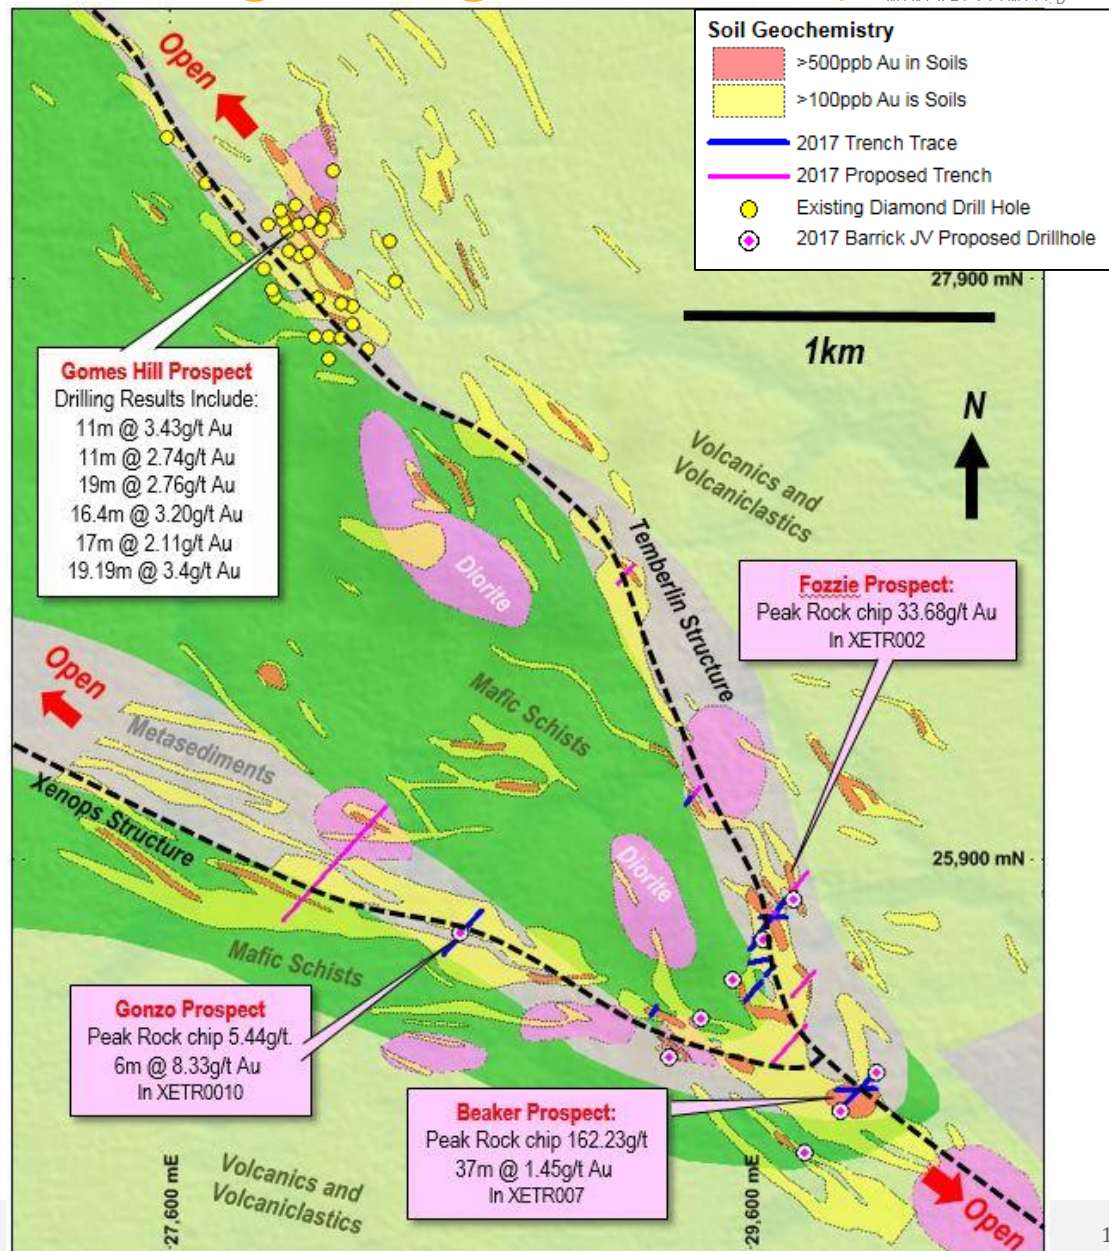 Soil Geochemistry
>500ppb Au in Soils
>100ppb Au is Soils
2017 Trench Trace
2017 Proposed Trench
Existing Diamond Drill Hole
2017 Barrick JV Proposed Drillhole
Open
27,900 mN
1km
N
Gomes Hill Prospect
Drilling Results Include:
11m @ 3.43g/t Au
11m @ 2.74g/t Au
19m @ 2.76g/t Au
16.4m @ 3.20g/t Au
17m @ 2.11g/t Au
19.19m @ 3.4g/t Au
Volcanics and
Volcaniclastics
Temberlin Structure
Diorite
Fozzie Prospect:
Peak Rock chip 33.68g/t Au
In XETR002
Open
Mafic Schists
Metasediments
Xenops Structure
Diorite
25,900 mN
Mafic Schists
Gonzo Prospect
Peak Rock chip 5.44g/t.
6m @ 8.33g/t Au
In XETR0010
Beaker Prospect:
Peak Rock chip 162.23g/t
37m @ 1.45g/t Au
In XETR007
Volcanics and
Volcaniclastics
27,600 mE
29,600 mE
Open
1